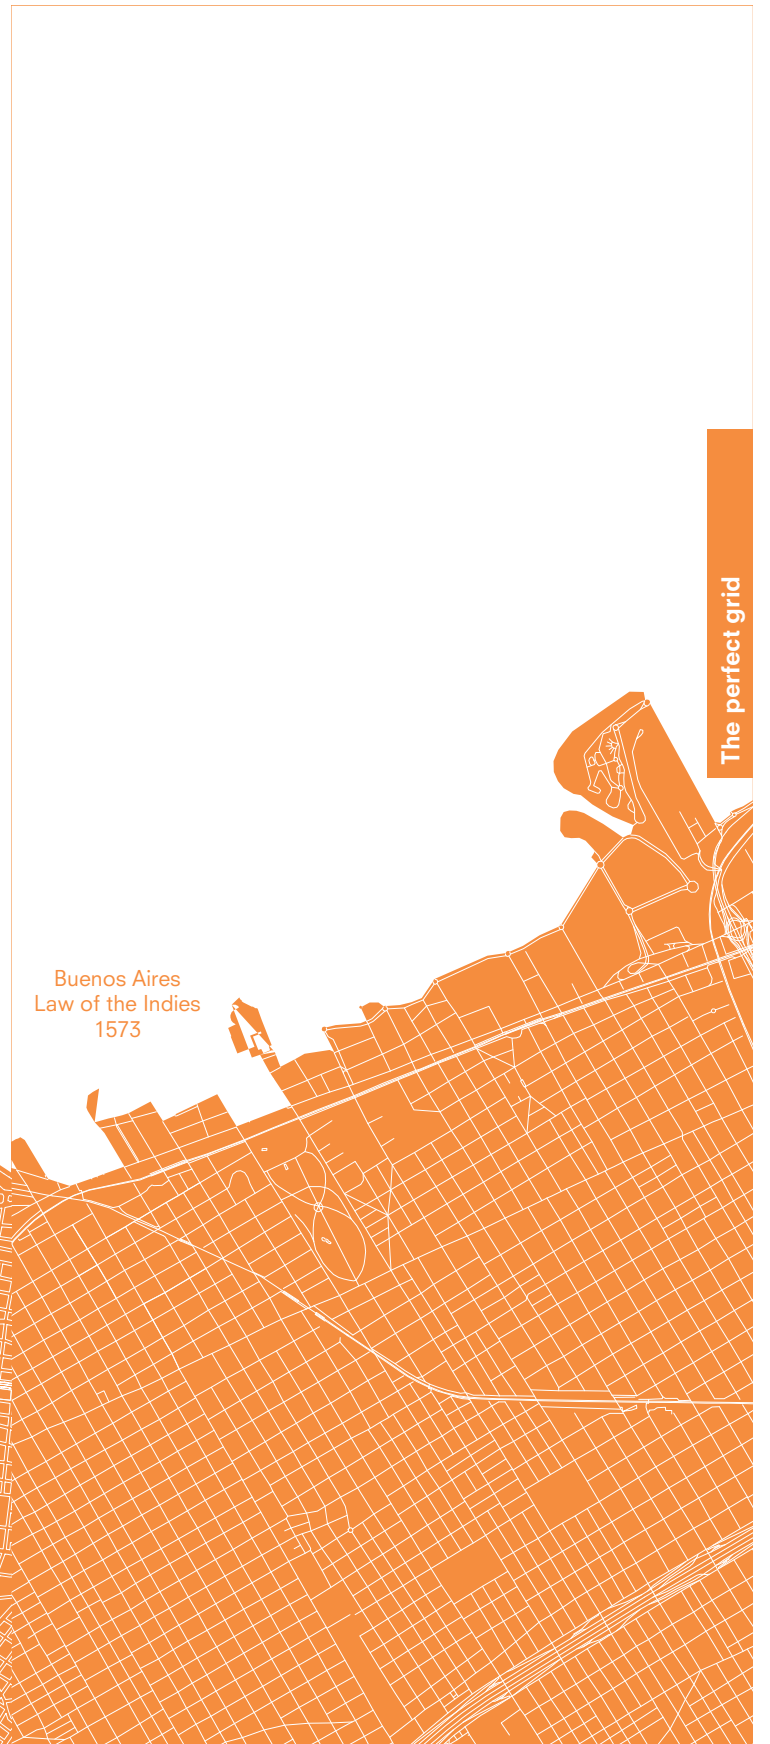 The perfect grid
Buenos Aires
Law of the Indies
1573